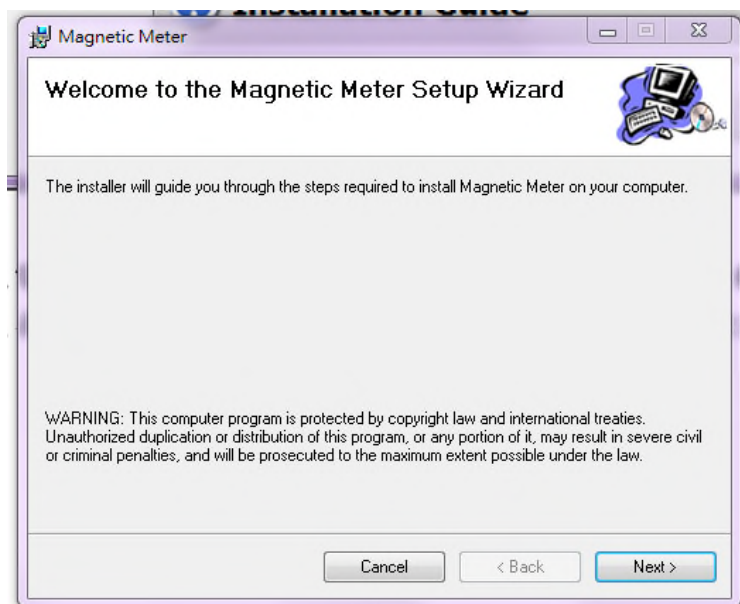 Installation Guide
Magnetic Meter
Welcome to the Magnetic Meter Setup Wizard
The installer will guide you through the steps required to install Magnetic Meter on your computer.
WARNING: This computer program is protected by copyright law and international treaties.
Unauthorized duplication or distribution of this program, or any portion of it, may result in severe civil
or criminal penalties, and will be prosecuted to the maximum extent possible under the law.
Cancel
< Back
Next >